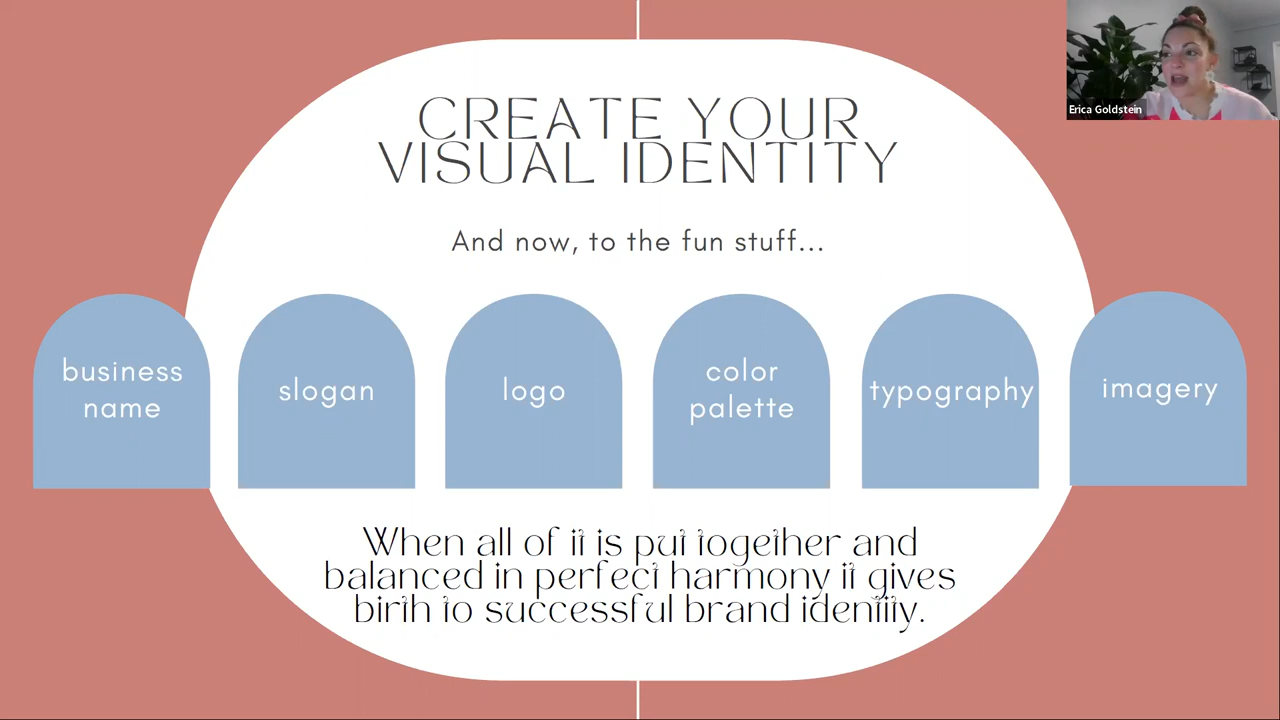 CREATE YOUR
VISUAL IDENTITY
And now, to the fun stuff...
business
name
slogan
logo
color
palette
typography
imagery
When all of it is put together and
balanced in perfect harmony it gives
birth to successful brand identity.
Erica Goldstein